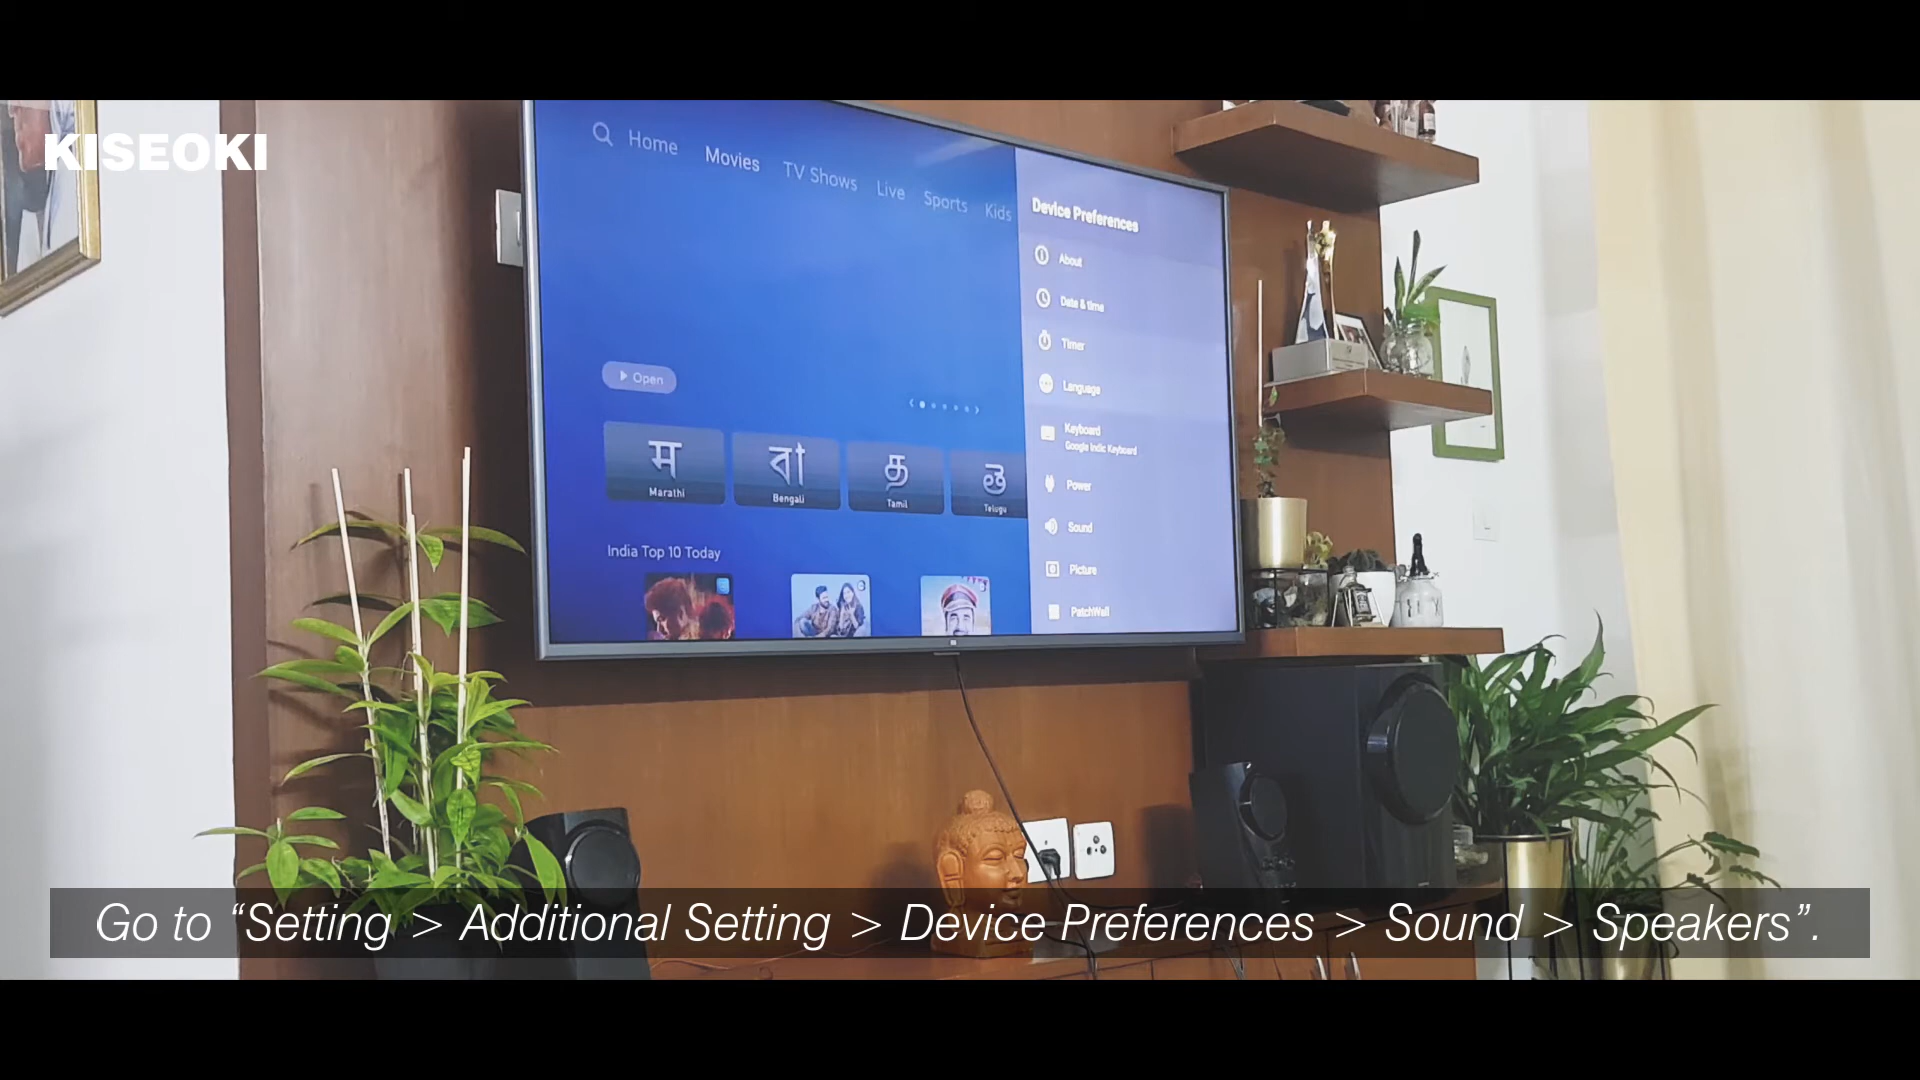 KISEOKI
Home Movies TV Shows Live Sports Kids
Device Preferences
About
Date & time
Timer
Language
Keyboard
Google Indic Keyboard
Power
Sound
Picture
PatchWall
Open
म बा த తె
Marathi Bengali Tamil Telugu
India Top 10 Today
Go to “Setting > Additional Setting > Device Preferences > Sound > Speakers”.